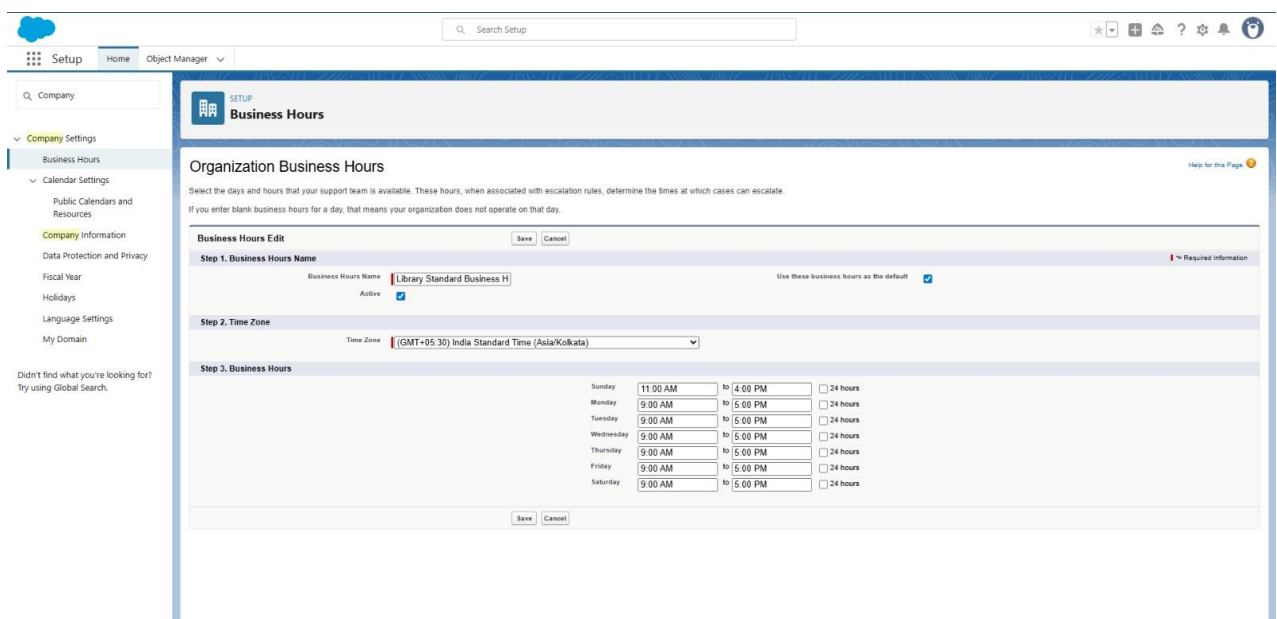 Search Setup
Setup Home Object Manager
Company
SETUP
Business Hours
Company Settings
Business Hours
Calendar Settings
Public Calendars and
Resources
Company Information
Data Protection and Privacy
Fiscal Year
Holidays
Language Settings
My Domain
Didn't find what you're looking for?
Try using Global Search.
Organization Business Hours
Help for this Page
Select the days and hours that your support team is available. These hours, when associated with escalation rules, determine the times at which cases can escalate.
If you enter blank business hours for a day, that means your organization does not operate on that day.
Business Hours Edit Save Cancel
Step 1. Business Hours Name = Required Information
Business Hours Name Library Standard Business H Use these business hours as the default
Active
Step 2. Time Zone
Time Zone (GMT+05:30) India Standard Time (Asia/Kolkata)
Step 3. Business Hours
Sunday 11:00 AM to 4:00 PM 24 hours
Monday 9:00 AM to 5:00 PM 24 hours
Tuesday 9:00 AM to 5:00 PM 24 hours
Wednesday 9:00 AM to 5:00 PM 24 hours
Thursday 9:00 AM to 5:00 PM 24 hours
Friday 9:00 AM to 5:00 PM 24 hours
Saturday 9:00 AM to 5:00 PM 24 hours
Save Cancel